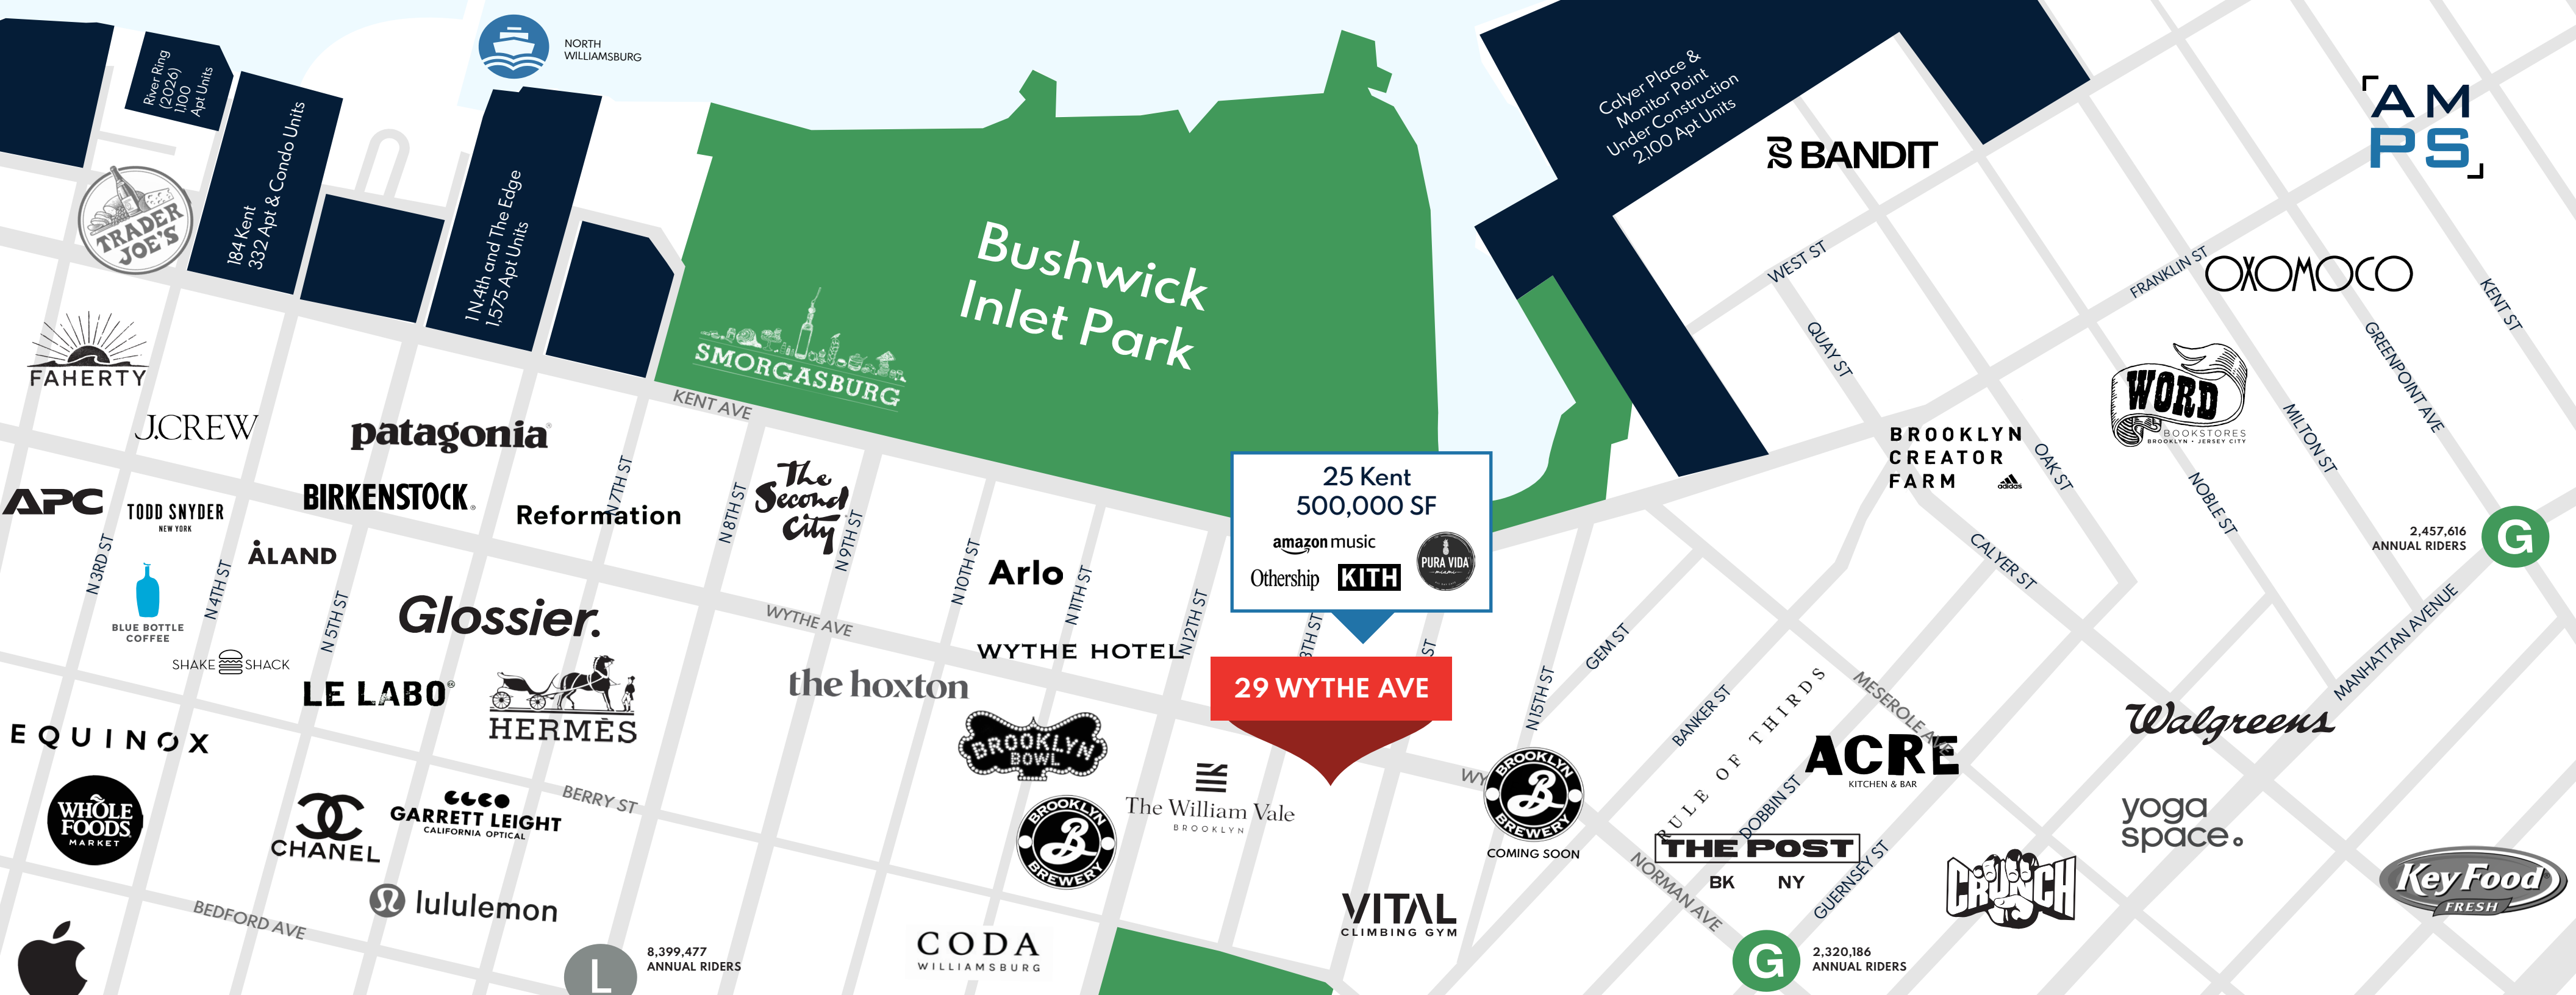 NORTH
WILLIAMSBURG
River Ring
(2026)
1,100
Apt Units
184 Kent
332 Apt & Condo Units
1 N.4th and The Edge
1,575 Apt Units
Calyer Place &
Monitor Point
Under Construction
2,100 Apt Units
BANDIT
AM
PS
TRADER
JOE'S
Bushwick
Inlet Park
SMORGASBURG
WEST ST
FRANKLIN ST
OXOMOCO
KENT ST
QUAY ST
GREENPOINT AVE
FAHERTY
KENT AVE
J.CREW
patagonia®
WORD
BOOKSTORES
BROOKLYN • JERSEY CITY
MILTON ST
BROOKLYN
CREATOR
FARM
adidas
OAK ST
NOBLE ST
APC
TODD SNYDER
NEW YORK
BIRKENSTOCK®
Reformation
N 7TH ST
N 8TH ST
The
Second
City
N 9TH ST
25 Kent
500,000 SF
amazon music
Othership
KITH
PURA VIDA
miami
2,457,616
ANNUAL RIDERS
G
CALYER ST
N 3RD ST
BLUE BOTTLE
COFFEE
N 4TH ST
ÅLAND
N 5TH ST
Glossier.
WYTHE AVE
N 10TH ST
Arlo
N 11TH ST
N 12TH ST
WYTHE HOTEL
3TH ST
ST
GEM ST
MANHATTAN AVENUE
SHAKE SHACK
LE LABO®
HERMÈS
the hoxton
29 WYTHE AVE
N 15TH ST
BANKER ST
RULE OF THIRDS
MESEROLE AVE
Walgreens
EQUINOX
BROOKLYN
BOWL
The William Vale
BROOKLYN
WY
BROOKLYN
B
BREWERY
COMING SOON
DOBBIN ST
ACRE
KITCHEN & BAR
yoga
space
WHOLE
FOODS
MARKET
CHANEL
GARRETT LEIGHT
CALIFORNIA OPTICAL
BERRY ST
BROOKLYN
B
BREWERY
THE POST
BK NY
NORMAN AVE
GUERNSEY ST
CRUNCH
Key Food
FRESH
BEDFORD AVE
lululemon
VITAL
CLIMBING GYM
L
8,399,477
ANNUAL RIDERS
CODA
WILLIAMSBURG
G
2,320,186
ANNUAL RIDERS